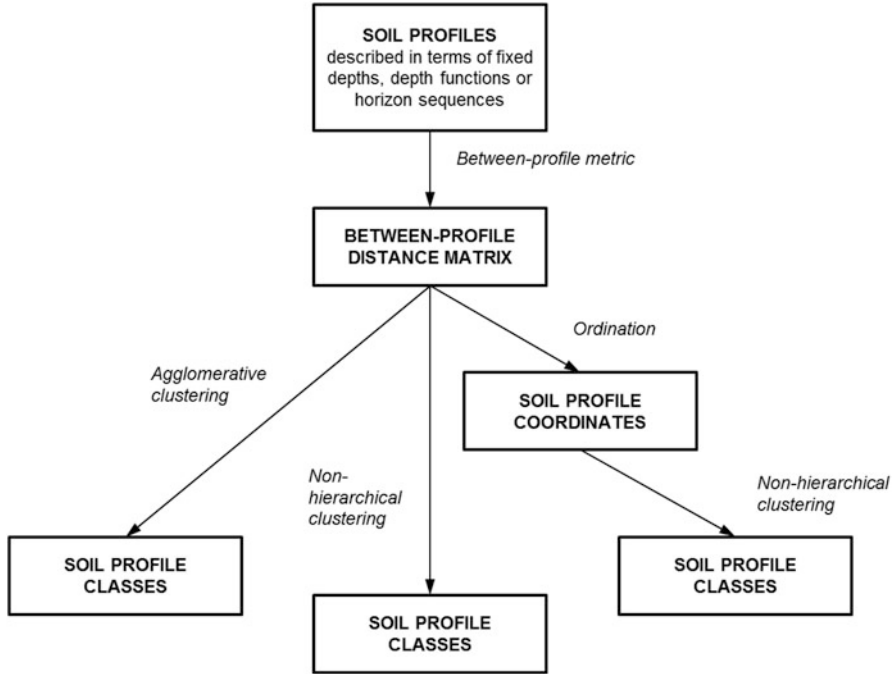 SOIL PROFILES
described in terms of fixed
depths, depth functions or
horizon sequences
Between-profile metric
BETWEEN-PROFILE
DISTANCE MATRIX
Ordination
Agglomerative
clustering
SOIL PROFILE
COORDINATES
Non-
hierarchical
clustering
Non-hierarchical
clustering
SOIL PROFILE
CLASSES
SOIL PROFILE
CLASSES
SOIL PROFILE
CLASSES